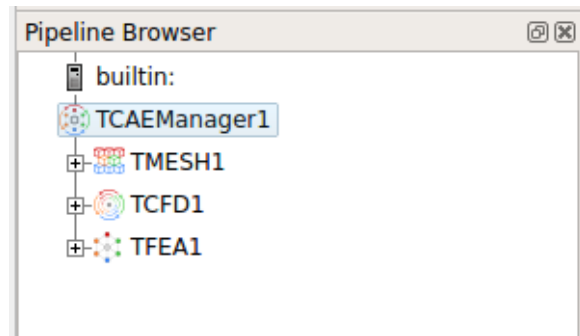 Pipeline Browser
builtin:
TCAEManager1
TMESH1
TCFD1
TFEA1